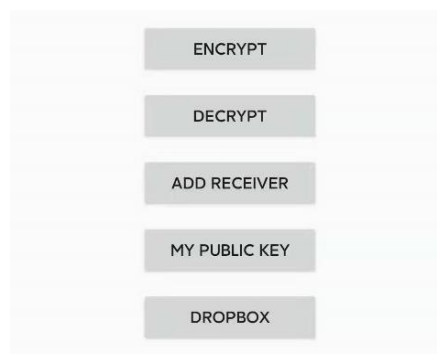 ENCRYPT
DECRYPT
ADD RECEIVER
MY PUBLIC KEY
DROPBOX